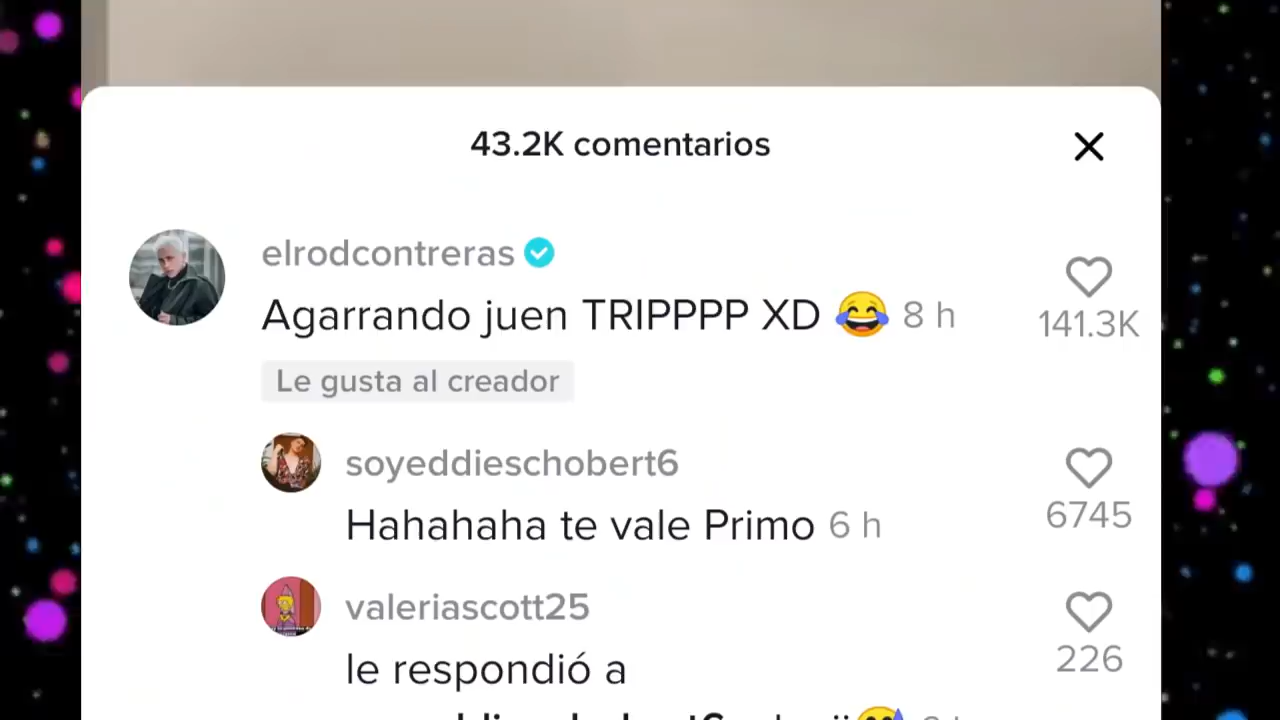 43.2K comentarios
elrodcontreras
Agarrando juen TRIPPPP XD 😂 8 h
141.3K
Le gusta al creador
soyeddieschobert6
Hahahaha te vale Primo 6 h
6745
valeriascott25
le respondió a
226